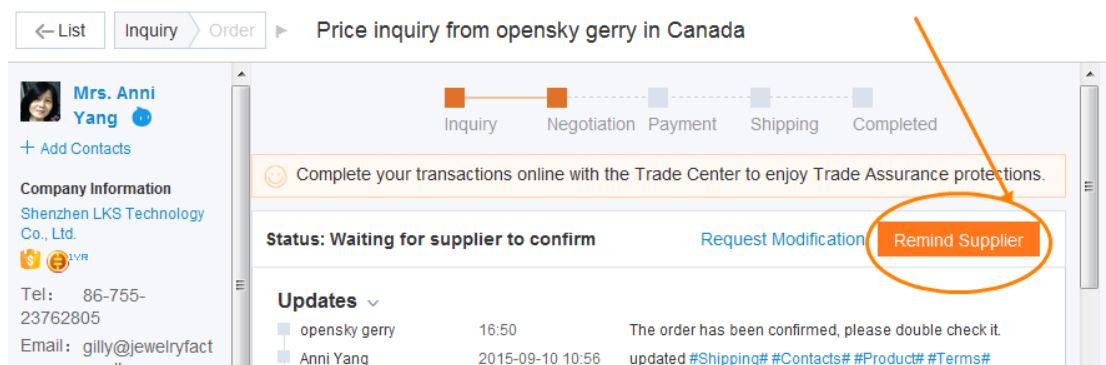 List
Inquiry
Order
Price inquiry from opensky gerry in Canada
Mrs. Anni
Yang
+ Add Contacts
Company Information
Shenzhen LKS Technology
Co., Ltd.
1YR
Tel: 86-755-
23762805
Email: gilly@jewelryfact
Inquiry Negotiation Payment Shipping Completed
Complete your transactions online with the Trade Center to enjoy Trade Assurance protections.
Status: Waiting for supplier to confirm
Request Modification
Remind Supplier
Updates
opensky gerry 16:50 The order has been confirmed, please double check it.
Anni Yang 2015-09-10 10:56 updated #Shipping# #Contacts# #Product# #Terms#